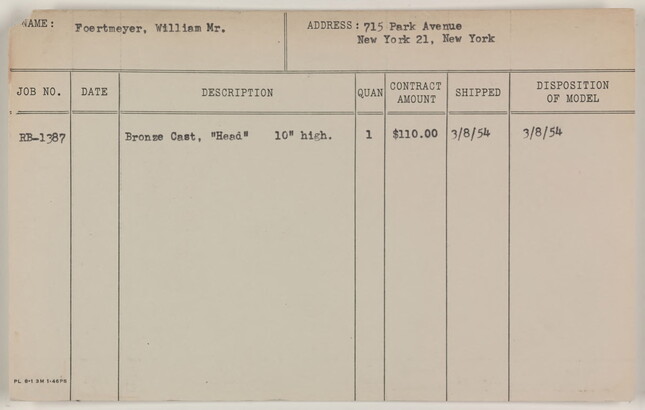 NAME: Foertmeyer, William Mr. ADDRESS: 715 Park Avenue
New York 21, New York
JOB NO. DATE DESCRIPTION QUAN CONTRACT AMOUNT SHIPPED DISPOSITION OF MODEL
RB-1387 Bronze Cast, "Head" 10" high. 1 $110.00 3/8/54 3/8/54